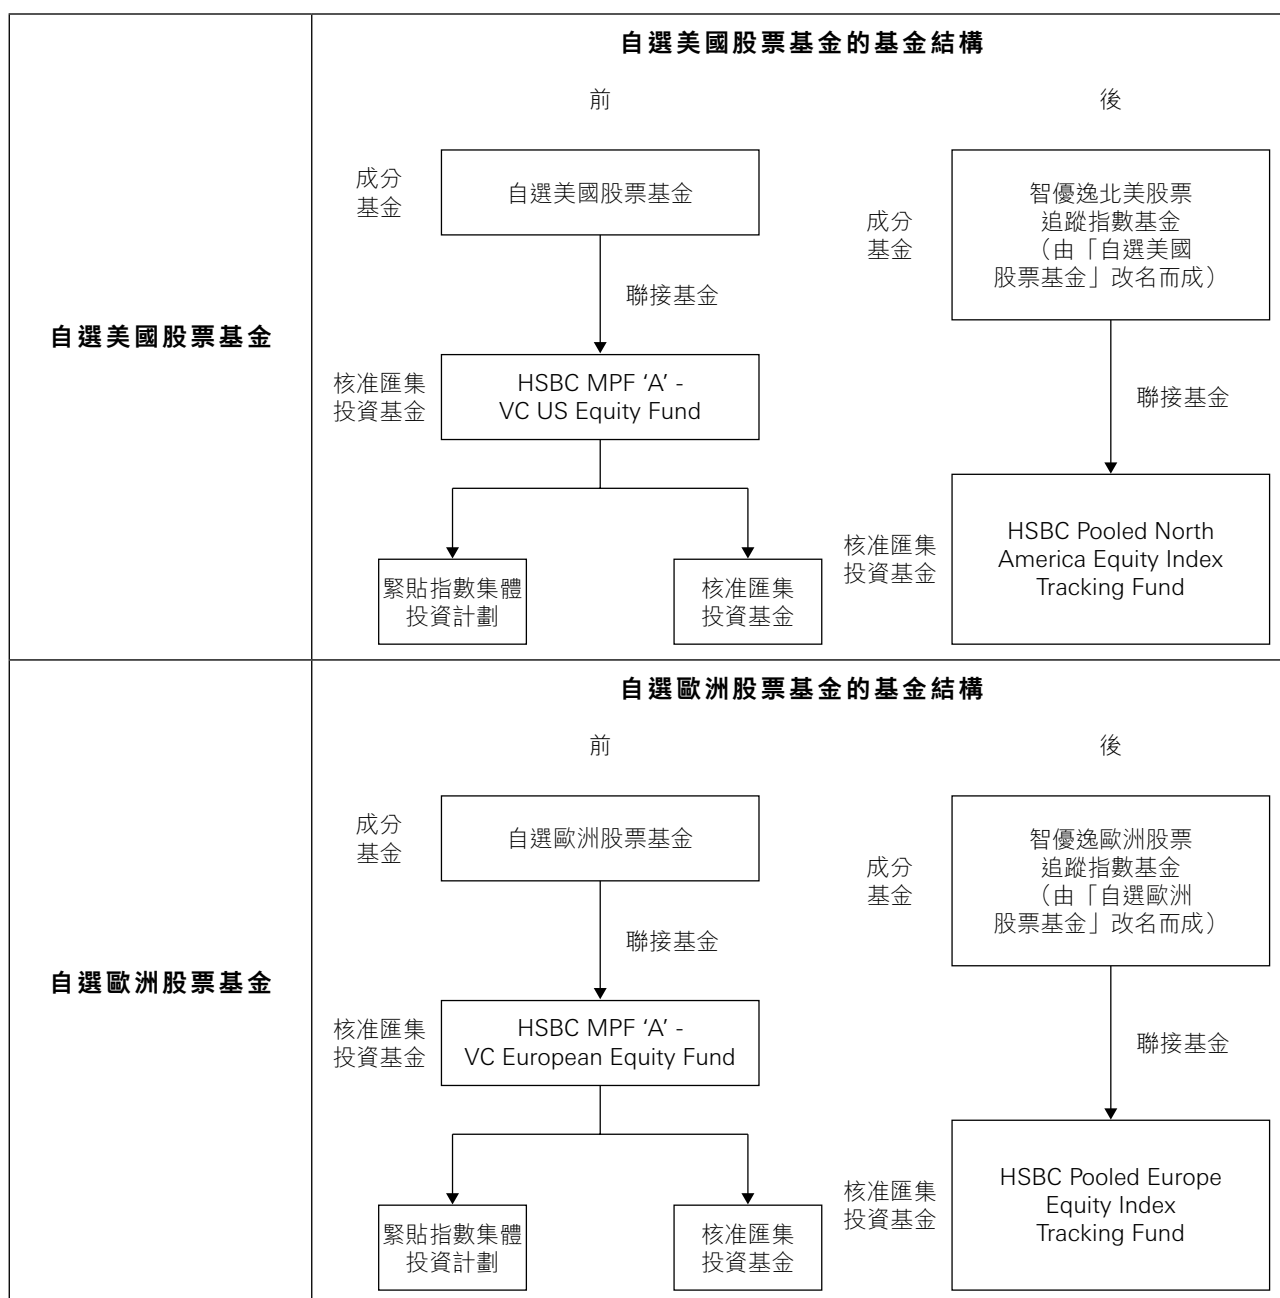 自選美國股票基金
自選美國股票基金的基金結構
前
成分
基金
自選美國股票基金
聯接基金
核准匯集
投資基金
HSBC MPF ‘A’ -
VC US Equity Fund
緊貼指數集體
投資計劃
核准匯集
投資基金
後
成分
基金
智優逸北美股票
追蹤指數基金
（由「自選美國
股票基金」改名而成）
聯接基金
核准匯集
投資基金
HSBC Pooled North
America Equity Index
Tracking Fund
自選歐洲股票基金
自選歐洲股票基金的基金結構
前
成分
基金
自選歐洲股票基金
聯接基金
核准匯集
投資基金
HSBC MPF ‘A’ -
VC European Equity Fund
緊貼指數集體
投資計劃
核准匯集
投資基金
後
成分
基金
智優逸歐洲股票
追蹤指數基金
（由「自選歐洲
股票基金」改名而成）
聯接基金
核准匯集
投資基金
HSBC Pooled Europe
Equity Index
Tracking Fund